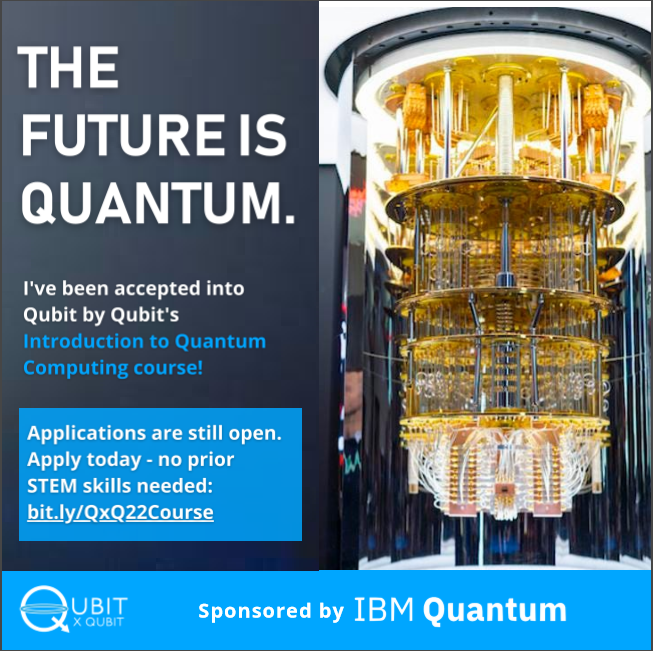 THE
FUTURE IS
QUANTUM.
I've been accepted into
Qubit by Qubit's
Introduction to Quantum
Computing course!
Applications are still open.
Apply today - no prior
STEM skills needed:
bit.ly/QxQ22Course
QUBIT
X QUBIT
Sponsored by IBM Quantum